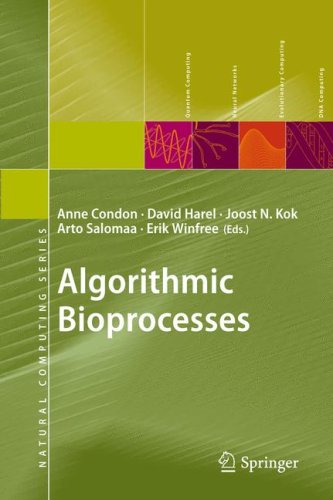 Quantum Computing
Neural Networks
Evolutionary Computing
DNA Computing
Anne Condon · David Harel · Joost N. Kok
Arto Salomaa · Erik Winfree (Eds.)
Algorithmic
Bioprocesses
NATURAL COMPUTING SERIES
Springer